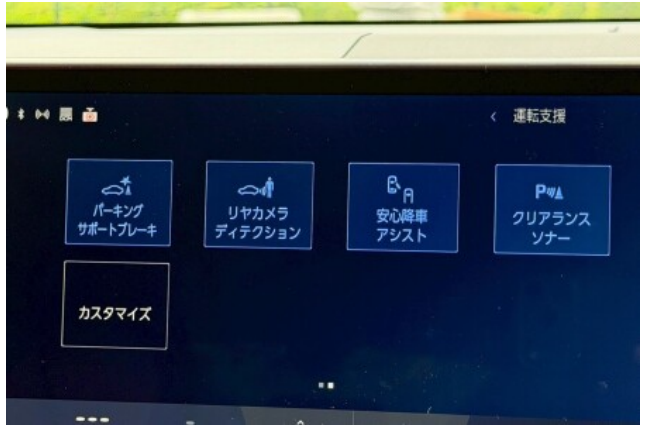 運転支援
パーキング
サポートブレーキ
リヤカメラ
ディテクション
安心降車
アシスト
P
クリアランス
ソナー
カスタマイズ